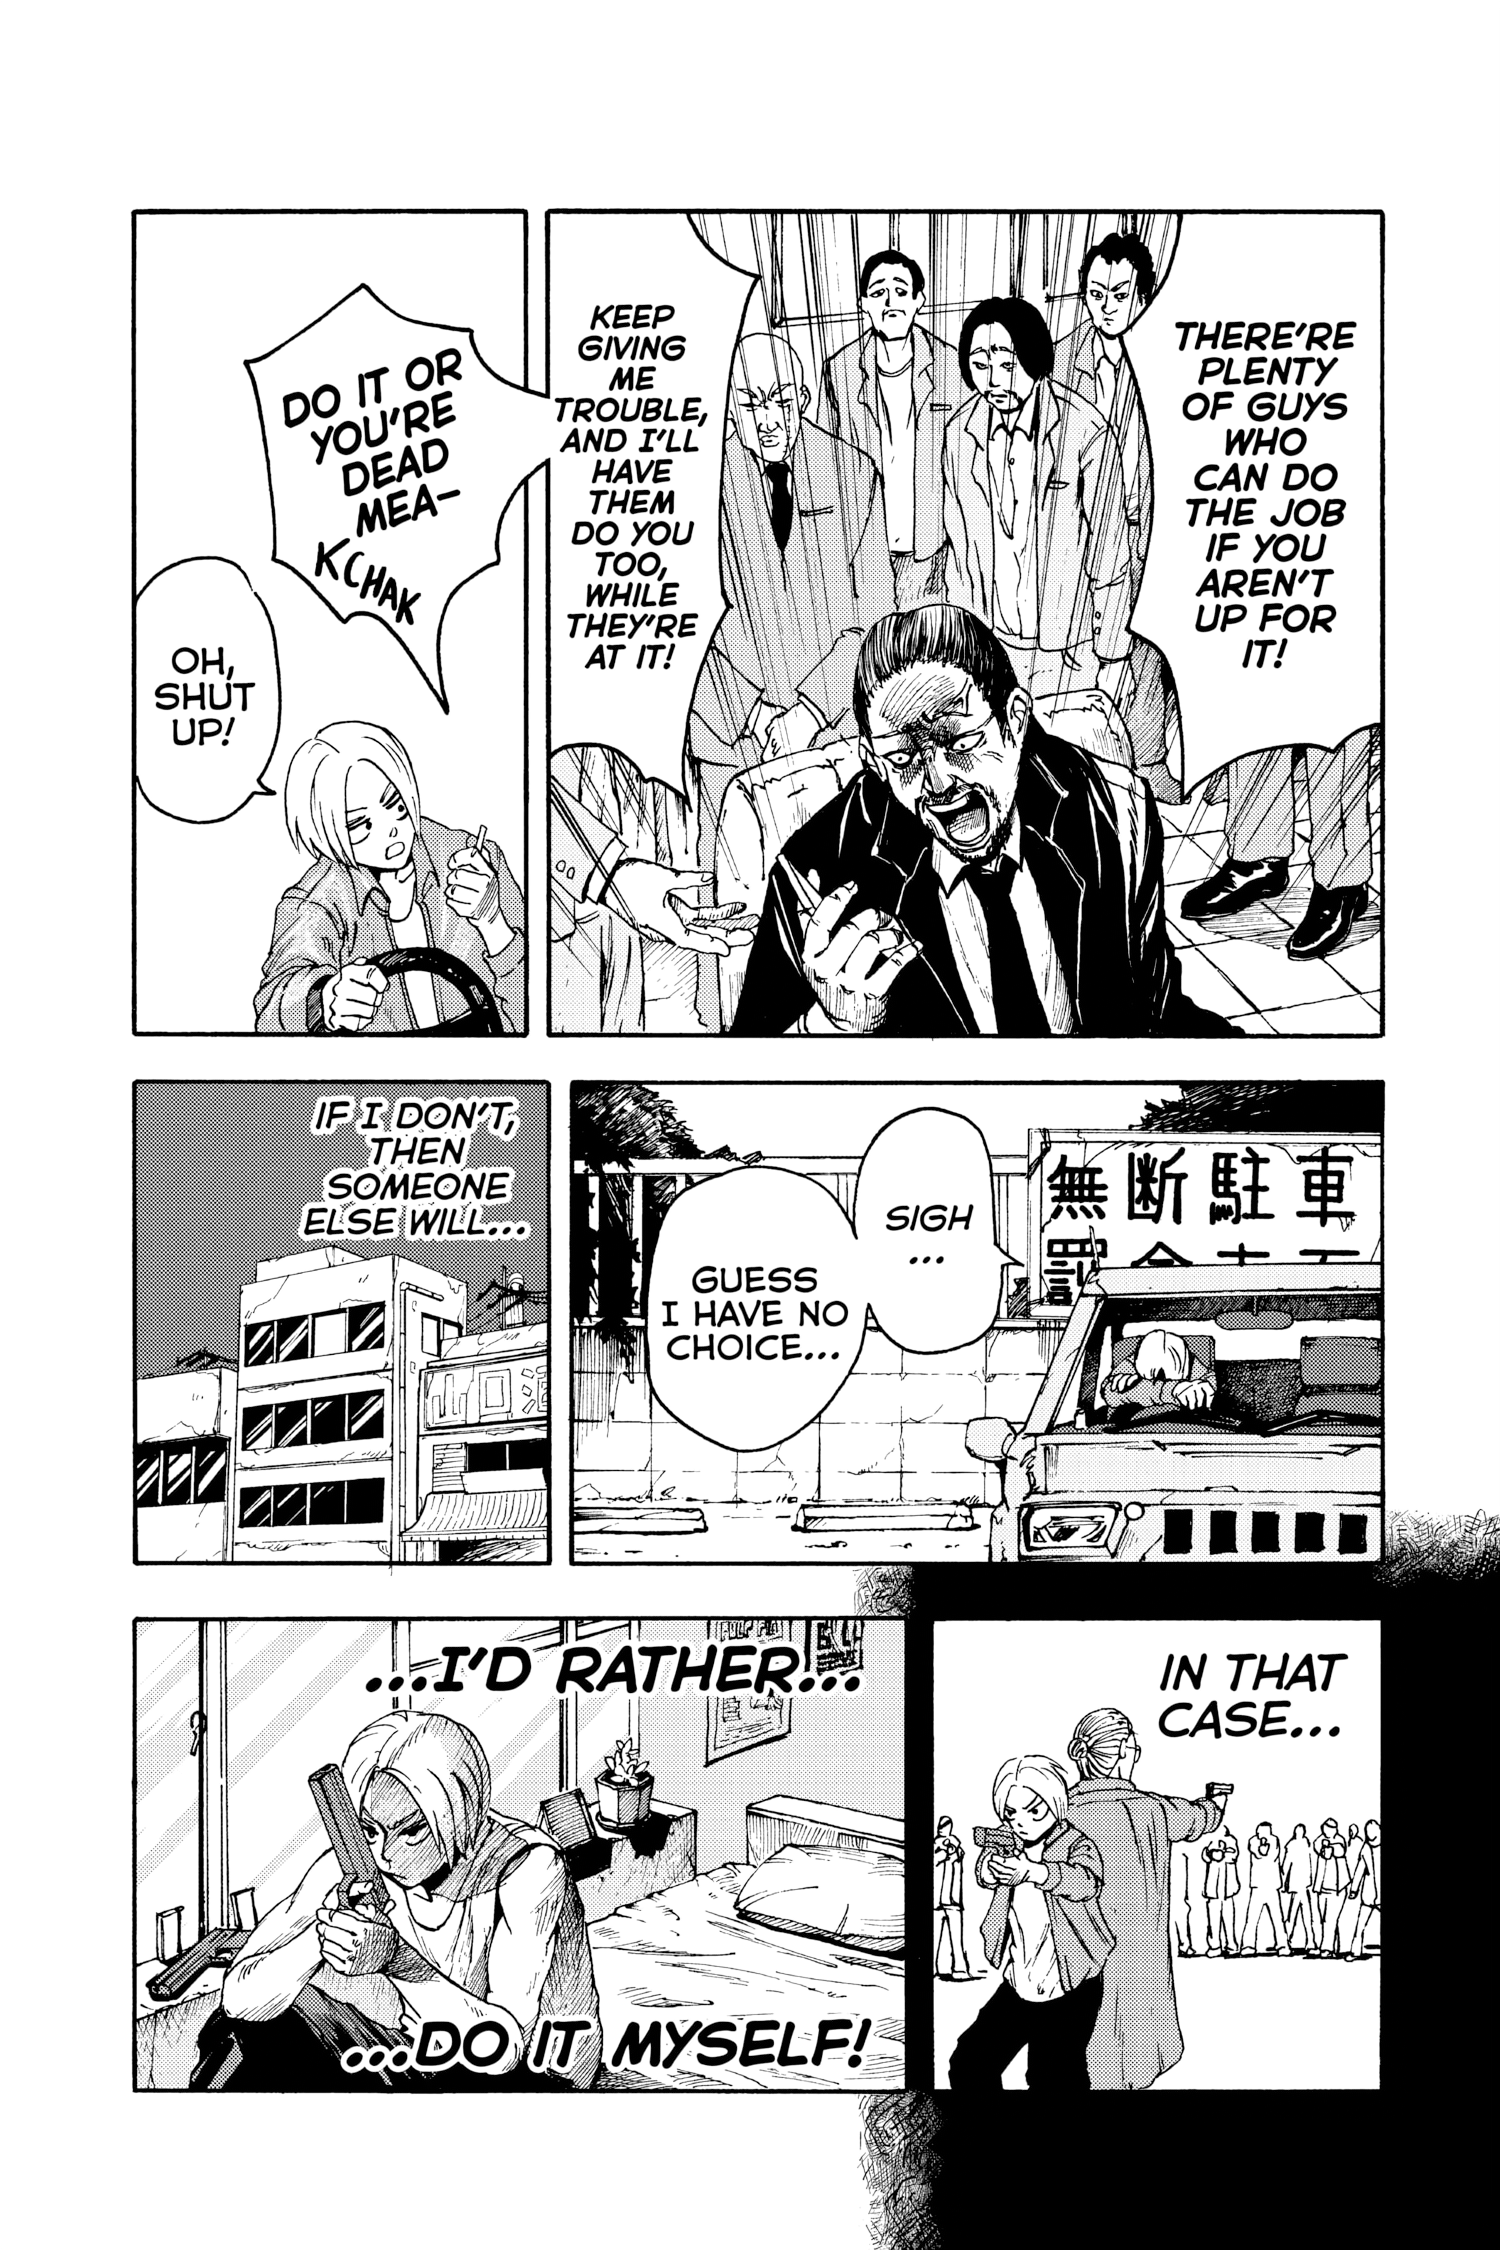 THERE'RE
PLENTY
OF GUYS
WHO
CAN DO
THE JOB
IF YOU
AREN'T
UP FOR
IT!
KEEP
GIVING
ME
TROUBLE,
AND I'LL
HAVE
THEM
DO YOU
TOO,
WHILE
THEY'RE
AT IT!
DO IT OR
YOU'RE
DEAD
MEA-
KCHAK
OH,
SHUT
UP!
無断駐車
SIGH
...
GUESS
I HAVE NO
CHOICE...
IF I DON'T,
THEN
SOMEONE
ELSE WILL...
IN THAT
CASE...
...I'D RATHER...
...DO IT MYSELF!